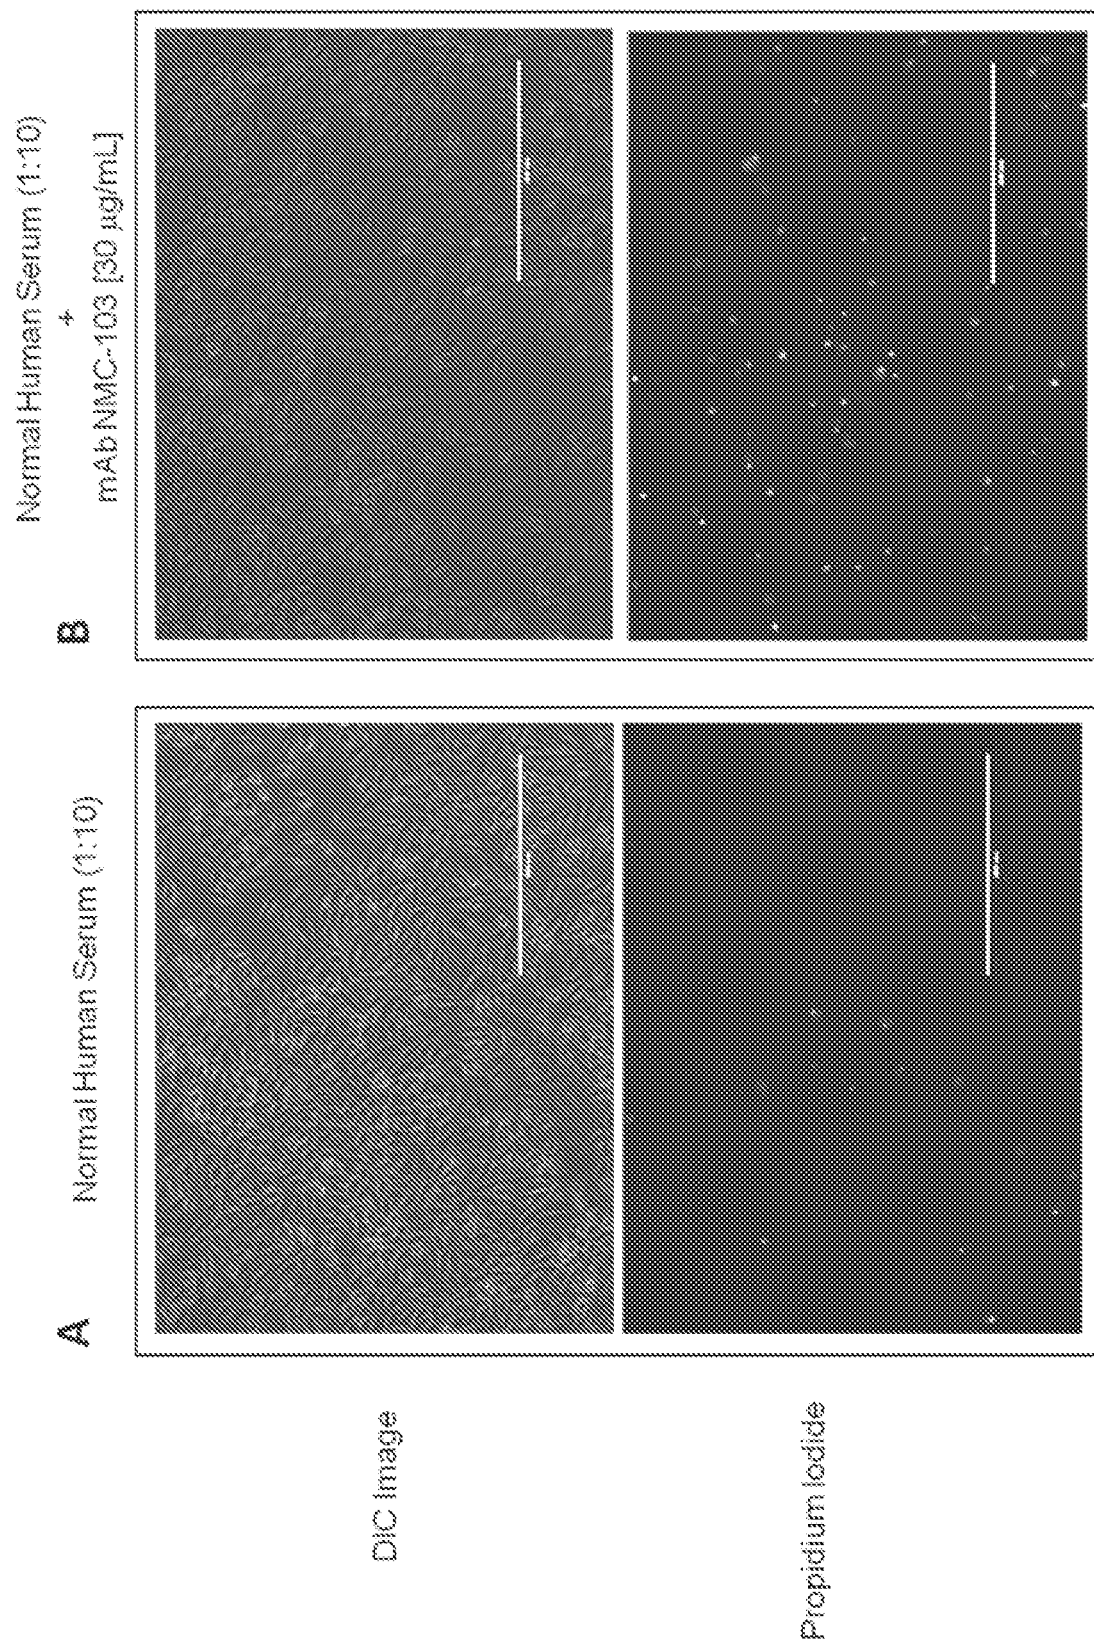 A
Normal Human Serum (1:10)
B
Normal Human Serum (1:10)
+
mAb NMC-103 [30 µg/mL]
DIC Image
Propidium Iodide